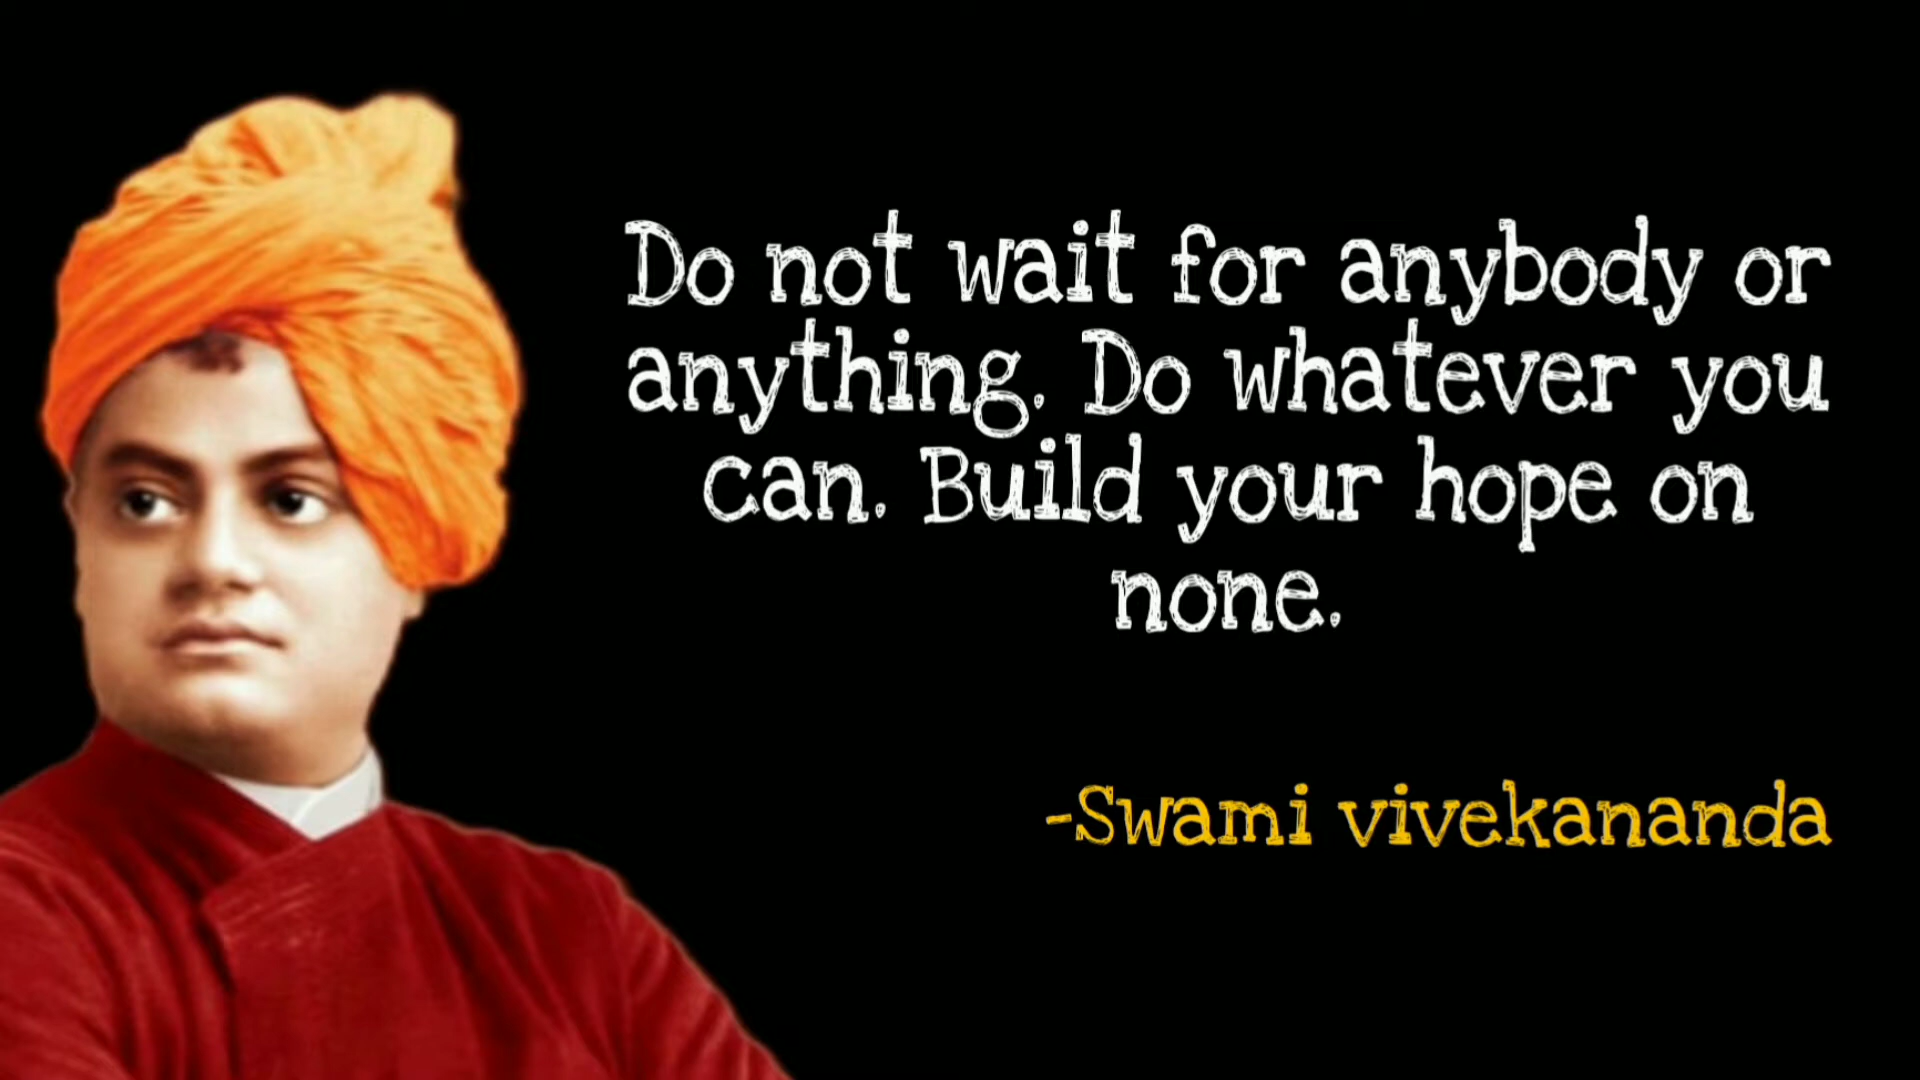 Do not wait for anybody or
anything. Do whatever you
can. Build your hope on
none.
-Swami vivekananda